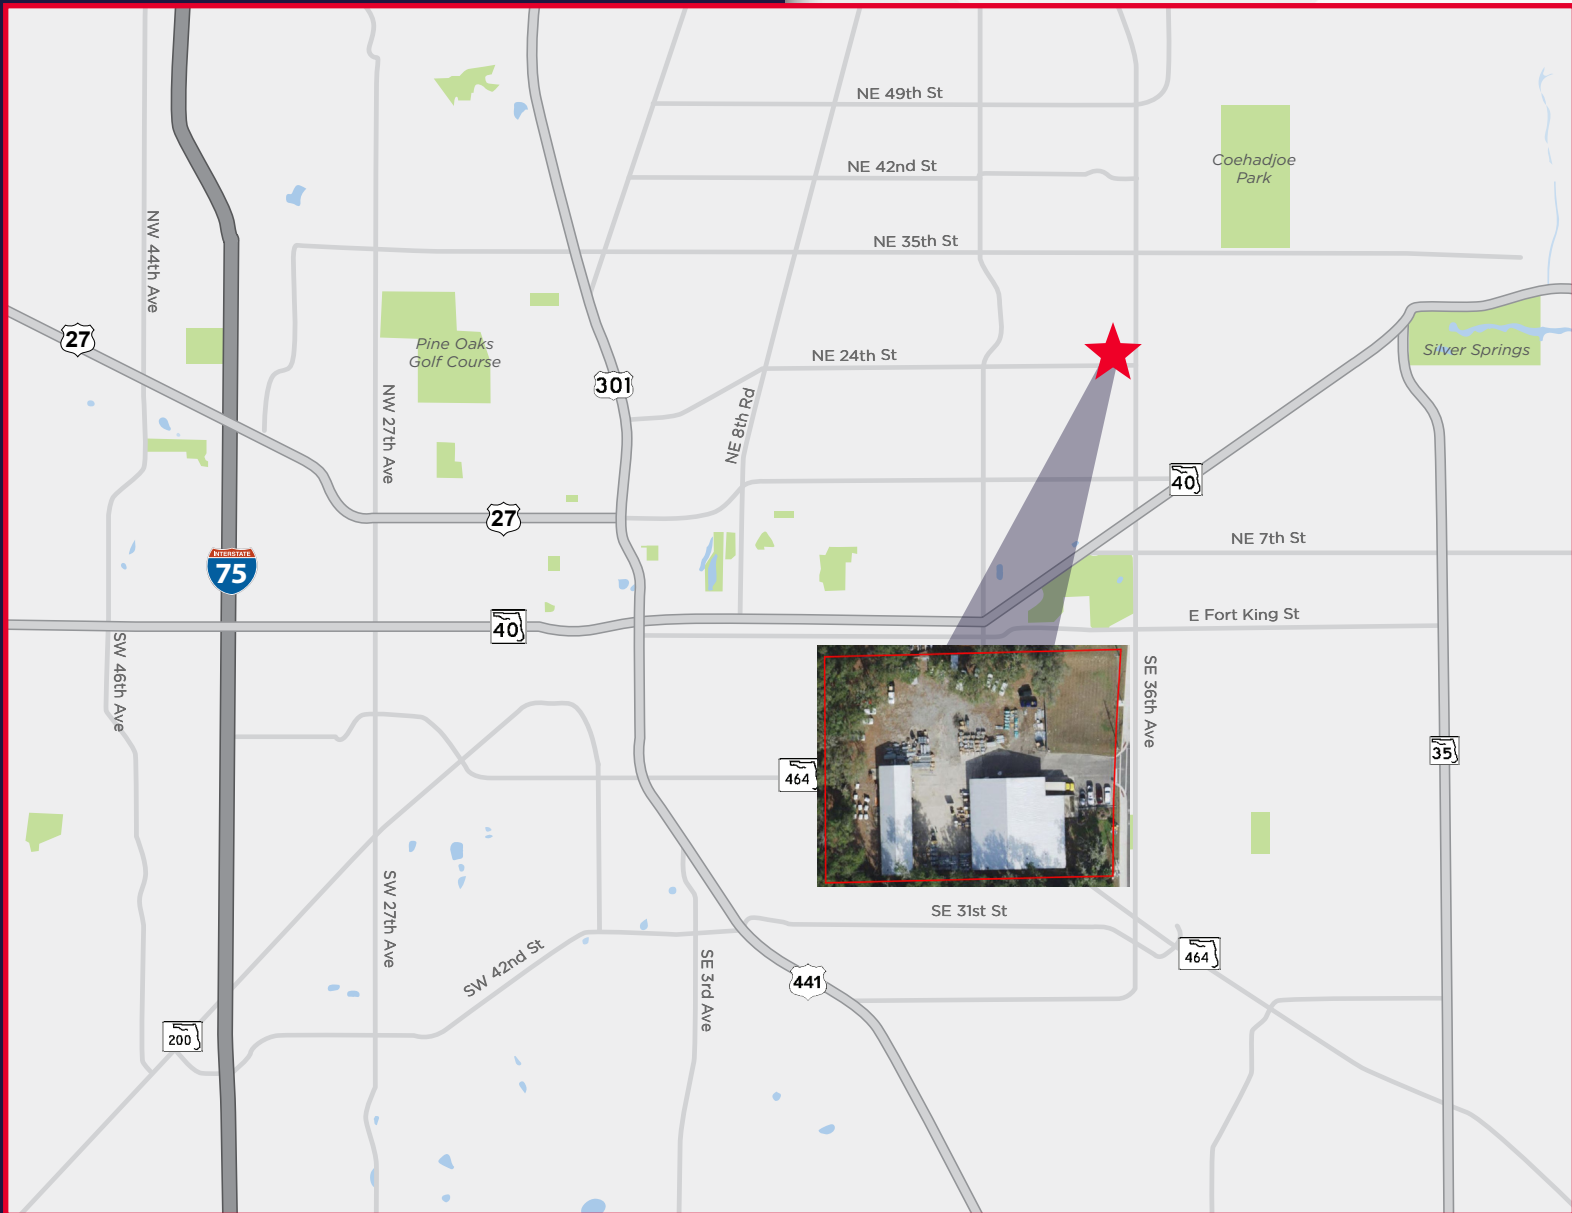 NE 49th St
NE 42nd St
Coehadjoe
Park
NW 44th Ave
NE 35th St
27
Pine Oaks
Golf Course
NE 24th St
Silver Springs
301
NW 27th Ave
NE 8th Rd
40
27
NE 7th St
INTERSTATE
75
E Fort King St
40
SW 46th Ave
SE 36th Ave
35
464
SE 31st St
SW 27th Ave
SW 42nd St
464
SE 3rd Ave
441
200